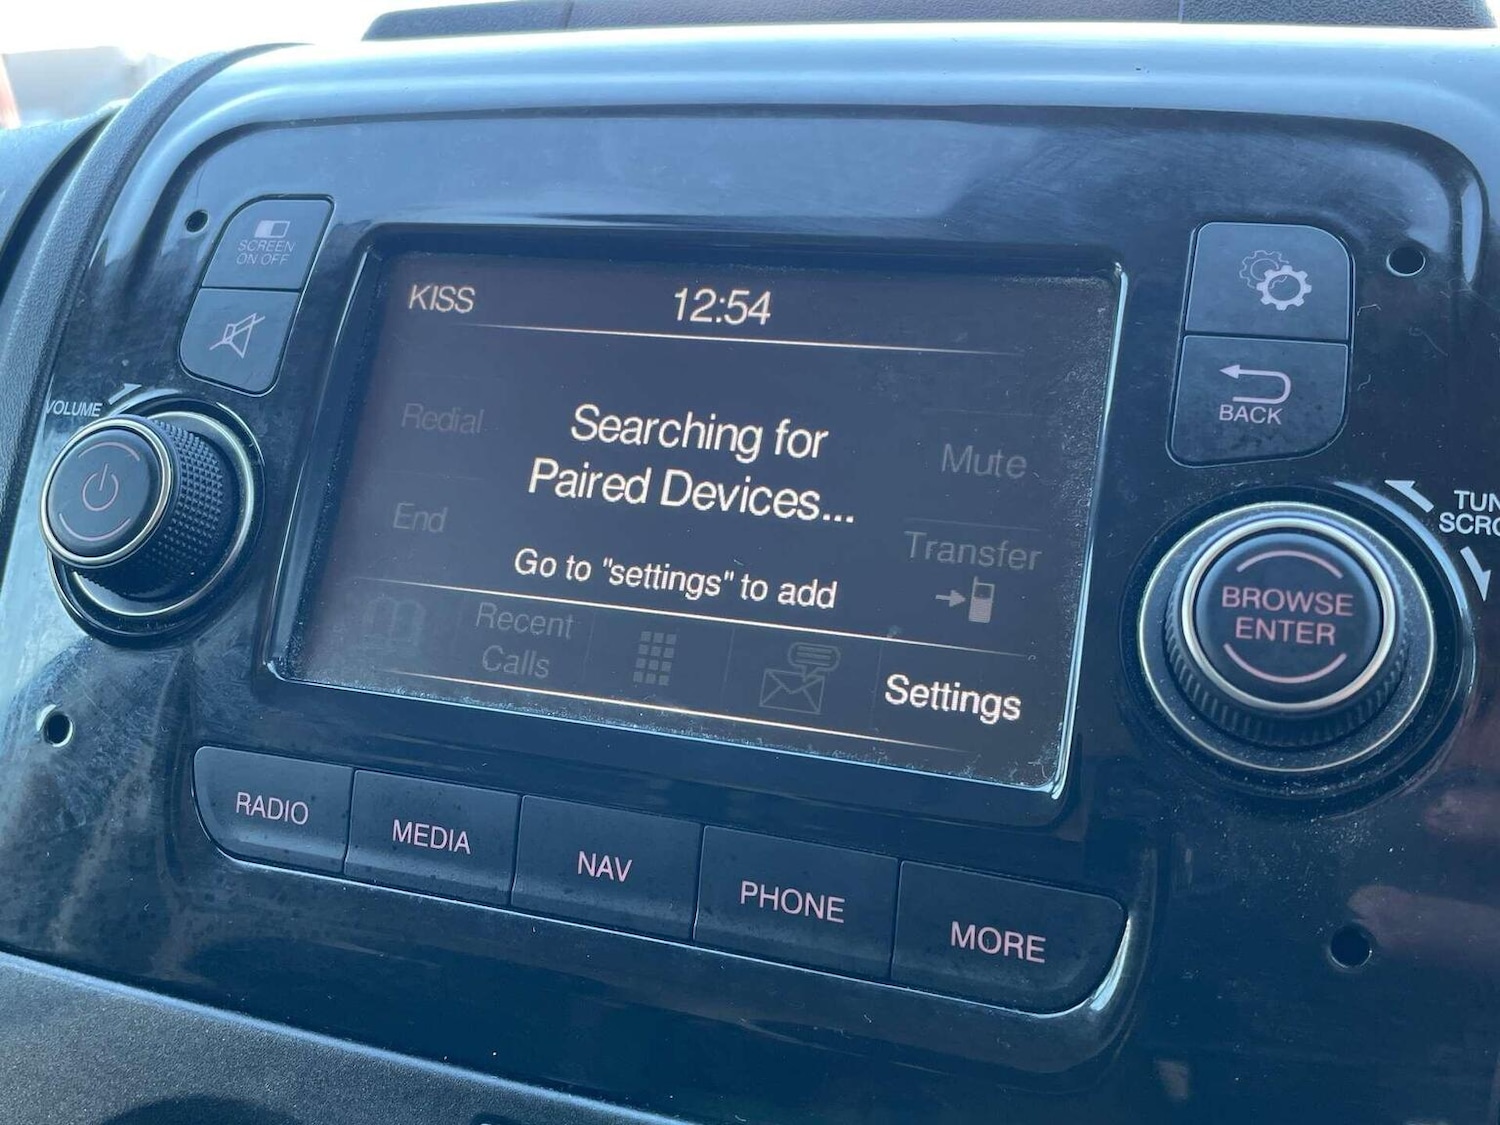 SCREEN
ON OFF
VOLUME
KISS
12:54
Redial
Searching for
Paired Devices...
Mute
End
Transfer
Go to "settings" to add
Recent
Calls
Settings
BACK
BROWSE
ENTER
RADIO
MEDIA
NAV
PHONE
MORE